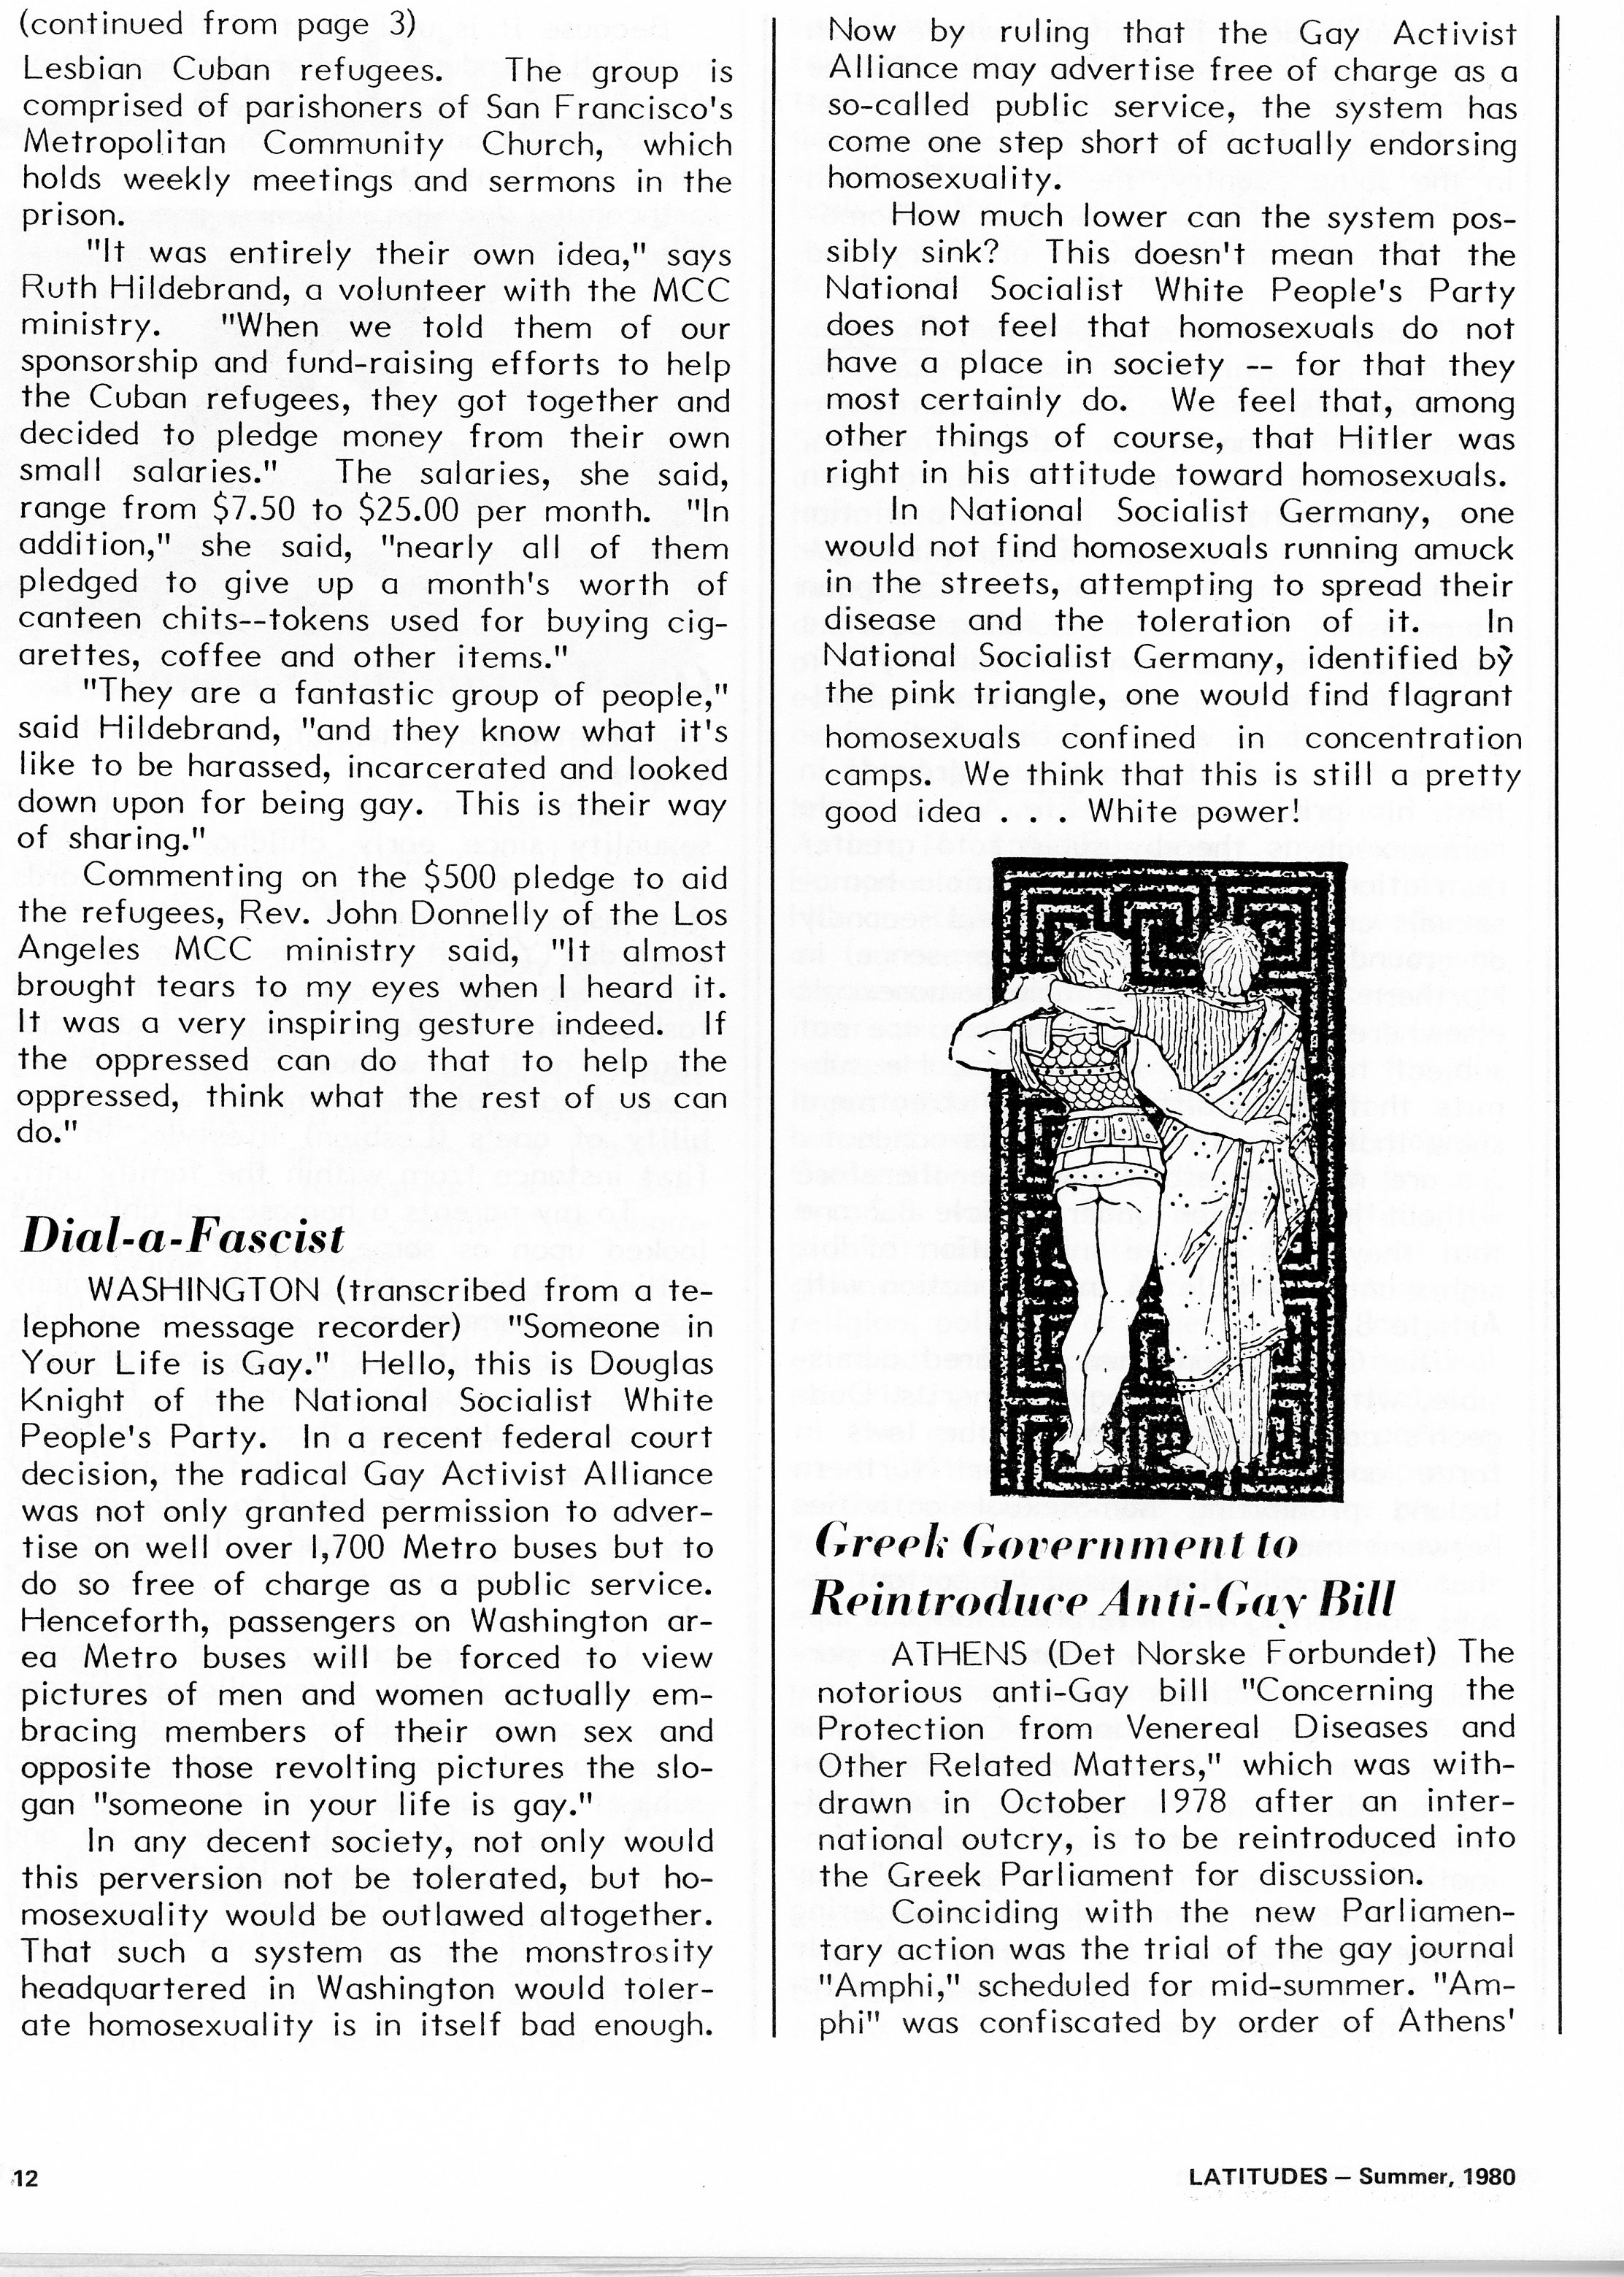 (continued from page 3)
Lesbian Cuban refugees. The group is
comprised of parishoners of San Francisco's
Metropolitan Community Church, which
holds weekly meetings and sermons in the
prison.
"It was entirely their own idea," says
Ruth Hildebrand, a volunteer with the MCC
ministry. "When we told them of our
sponsorship and fund-raising efforts to help
the Cuban refugees, they got together and
decided to pledge money from their own
small salaries." The salaries, she said,
range from $7.50 to $25.00 per month. "In
addition," she said, "nearly all of them
pledged to give up a month's worth of
canteen chits--tokens used for buying cig-
arettes, coffee and other items."
"They are a fantastic group of people,"
said Hildebrand, "and they know what it's
like to be harassed, incarcerated and looked
down upon for being gay. This is their way
of sharing."
Commenting on the $500 pledge to aid
the refugees, Rev. John Donnelly of the Los
Angeles MCC ministry said, "It almost
brought tears to my eyes when I heard it.
It was a very inspiring gesture indeed. If
the oppressed can do that to help the
oppressed, think what the rest of us can
do."
Dial-a-Fascist
WASHINGTON (transcribed from a te-
lephone message recorder) "Someone in
Your Life is Gay." Hello, this is Douglas
Knight of the National Socialist White
People's Party. In a recent federal court
decision, the radical Gay Activist Alliance
was not only granted permission to adver-
tise on well over 1,700 Metro buses but to
do so free of charge as a public service.
Henceforth, passengers on Washington ar-
ea Metro buses will be forced to view
pictures of men and women actually em-
bracing members of their own sex and
opposite those revolting pictures the slo-
gan "someone in your life is gay."
In any decent society, not only would
this perversion not be tolerated, but ho-
mosexuality would be outlawed altogether.
That such a system as the monstrosity
headquartered in Washington would toler-
ate homosexuality is in itself bad enough.
Now by ruling that the Gay Activist
Alliance may advertise free of charge as a
so-called public service, the system has
come one step short of actually endorsing
homosexuality.
How much lower can the system pos-
sibly sink? This doesn't mean that the
National Socialist White People's Party
does not feel that homosexuals do not
have a place in society -- for that they
most certainly do. We feel that, among
other things of course, that Hitler was
right in his attitude toward homosexuals.
In National Socialist Germany, one
would not find homosexuals running amuck
in the streets, attempting to spread their
disease and the toleration of it. In
National Socialist Germany, identified by
the pink triangle, one would find flagrant
homosexuals confined in concentration
camps. We think that this is still a pretty
good idea . . . White power!
Greek Government to
Reintroduce Anti-Gay Bill
ATHENS (Det Norske Forbundet) The
notorious anti-Gay bill "Concerning the
Protection from Venereal Diseases and
Other Related Matters," which was with-
drawn in October 1978 after an inter-
national outcry, is to be reintroduced into
the Greek Parliament for discussion.
Coinciding with the new Parliamen-
tary action was the trial of the gay journal
"Amphi," scheduled for mid-summer. "Am-
phi" was confiscated by order of Athens'
12
LATITUDES — Summer, 1980